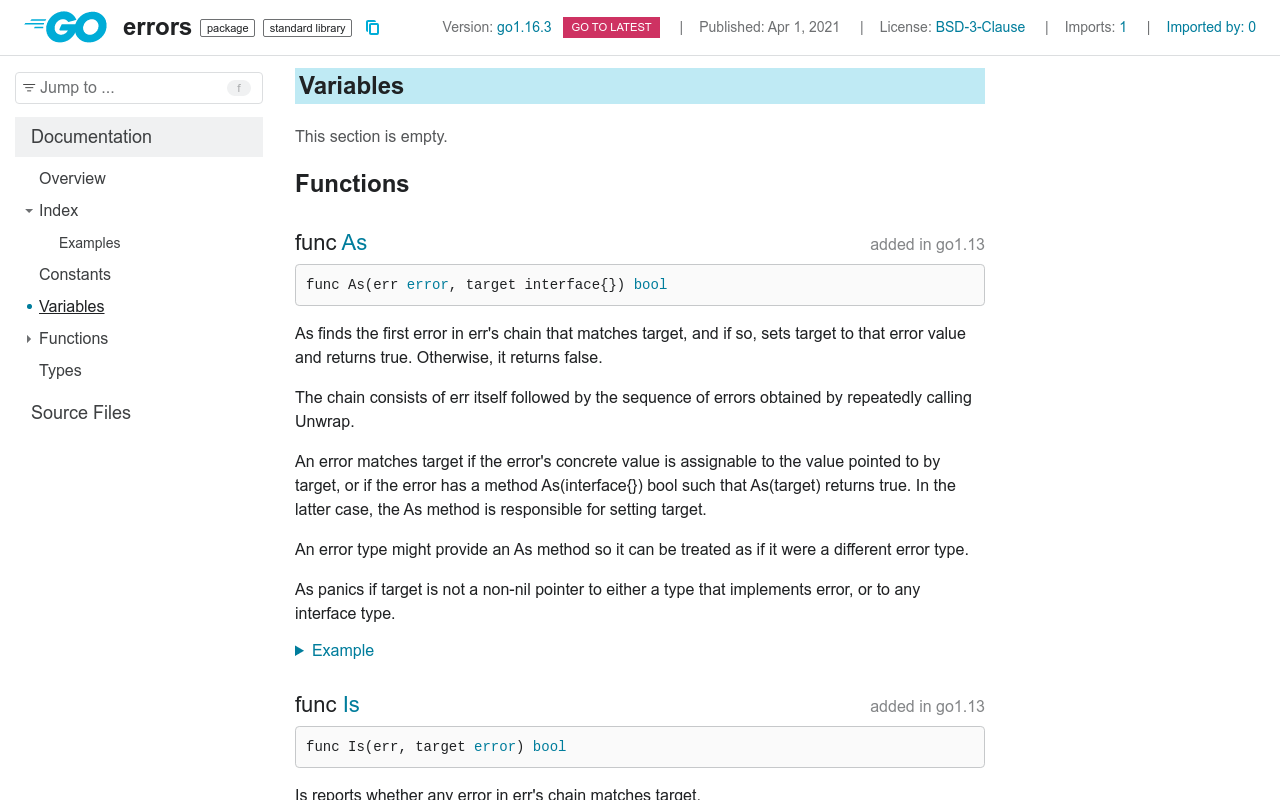 GO errors package standard library Version: go1.16.3 GO TO LATEST | Published: Apr 1, 2021 | License: BSD-3-Clause | Imports: 1 | Imported by: 0
Jump to ... f
Documentation
Overview
Index
Examples
Constants
Variables
Functions
Types
Source Files
Variables
This section is empty.
Functions
func As added in go1.13
func As(err error, target interface{}) bool
As finds the first error in err's chain that matches target, and if so, sets target to that error value
and returns true. Otherwise, it returns false.
The chain consists of err itself followed by the sequence of errors obtained by repeatedly calling
Unwrap.
An error matches target if the error's concrete value is assignable to the value pointed to by
target, or if the error has a method As(interface{}) bool such that As(target) returns true. In the
latter case, the As method is responsible for setting target.
An error type might provide an As method so it can be treated as if it were a different error type.
As panics if target is not a non-nil pointer to either a type that implements error, or to any
interface type.
Example
func Is added in go1.13
func Is(err, target error) bool
Is reports whether any error in err's chain matches target.